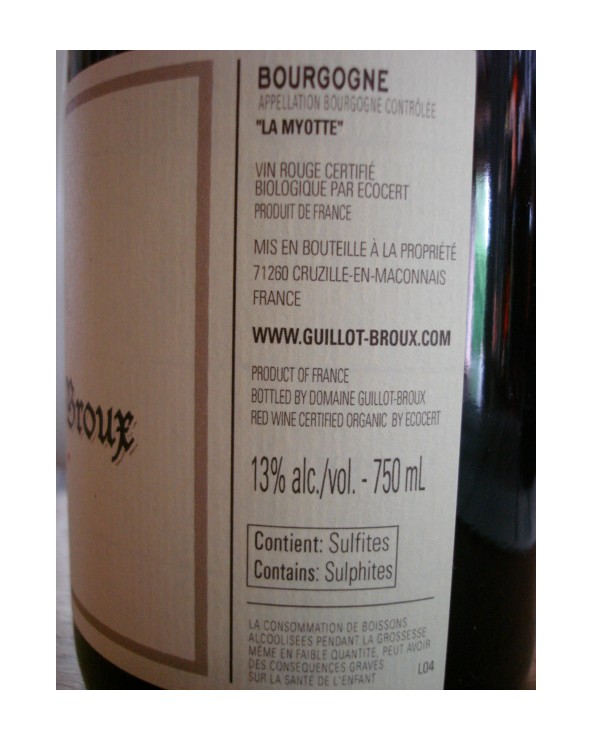 Broux
BOURGOGNE
APPELLATION BOURGOGNE CONTRÔLÉE
"LA MYOTTE"
VIN ROUGE CERTIFIÉ
BIOLOGIQUE PAR ECOCERT
PRODUIT DE FRANCE
MIS EN BOUTEILLE À LA PROPRIÉTÉ
71260 CRUZILLE-EN-MACONNAIS
FRANCE
WWW.GUILLOT-BROUX.COM
PRODUCT OF FRANCE
BOTTLED BY DOMAINE GUILLOT-BROUX
RED WINE CERTIFIED ORGANIC BY ECOCERT
13% alc./vol. - 750 mL
Contient: Sulfites
Contains: Sulphites
LA CONSOMMATION DE BOISSONS
ALCOOLISEES PENDANT LA GROSSESSE
MÊME EN FAIBLE QUANTITE, PEUT AVOIR
DES CONSEQUENCES GRAVES
SUR LA SANTÉ DE L'ENFANT
L04